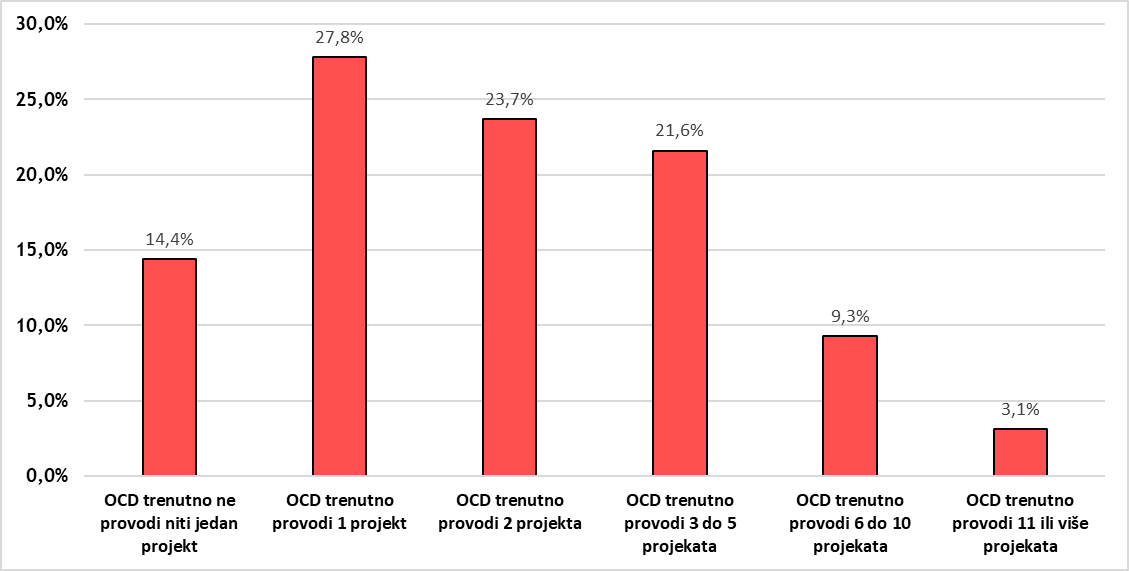 30,0%
25,0%
20,0%
15,0%
10,0%
5,0%
0,0%
14,4%
27,8%
23,7%
21,6%
9,3%
3,1%
OCD trenutno ne
provodi niti jedan
projekt
OCD trenutno
provodi 1 projekt
OCD trenutno
provodi 2 projekta
OCD trenutno
provodi 3 do 5
projekata
OCD trenutno
provodi 6 do 10
projekata
OCD trenutno
provodi 11 ili više
projekata